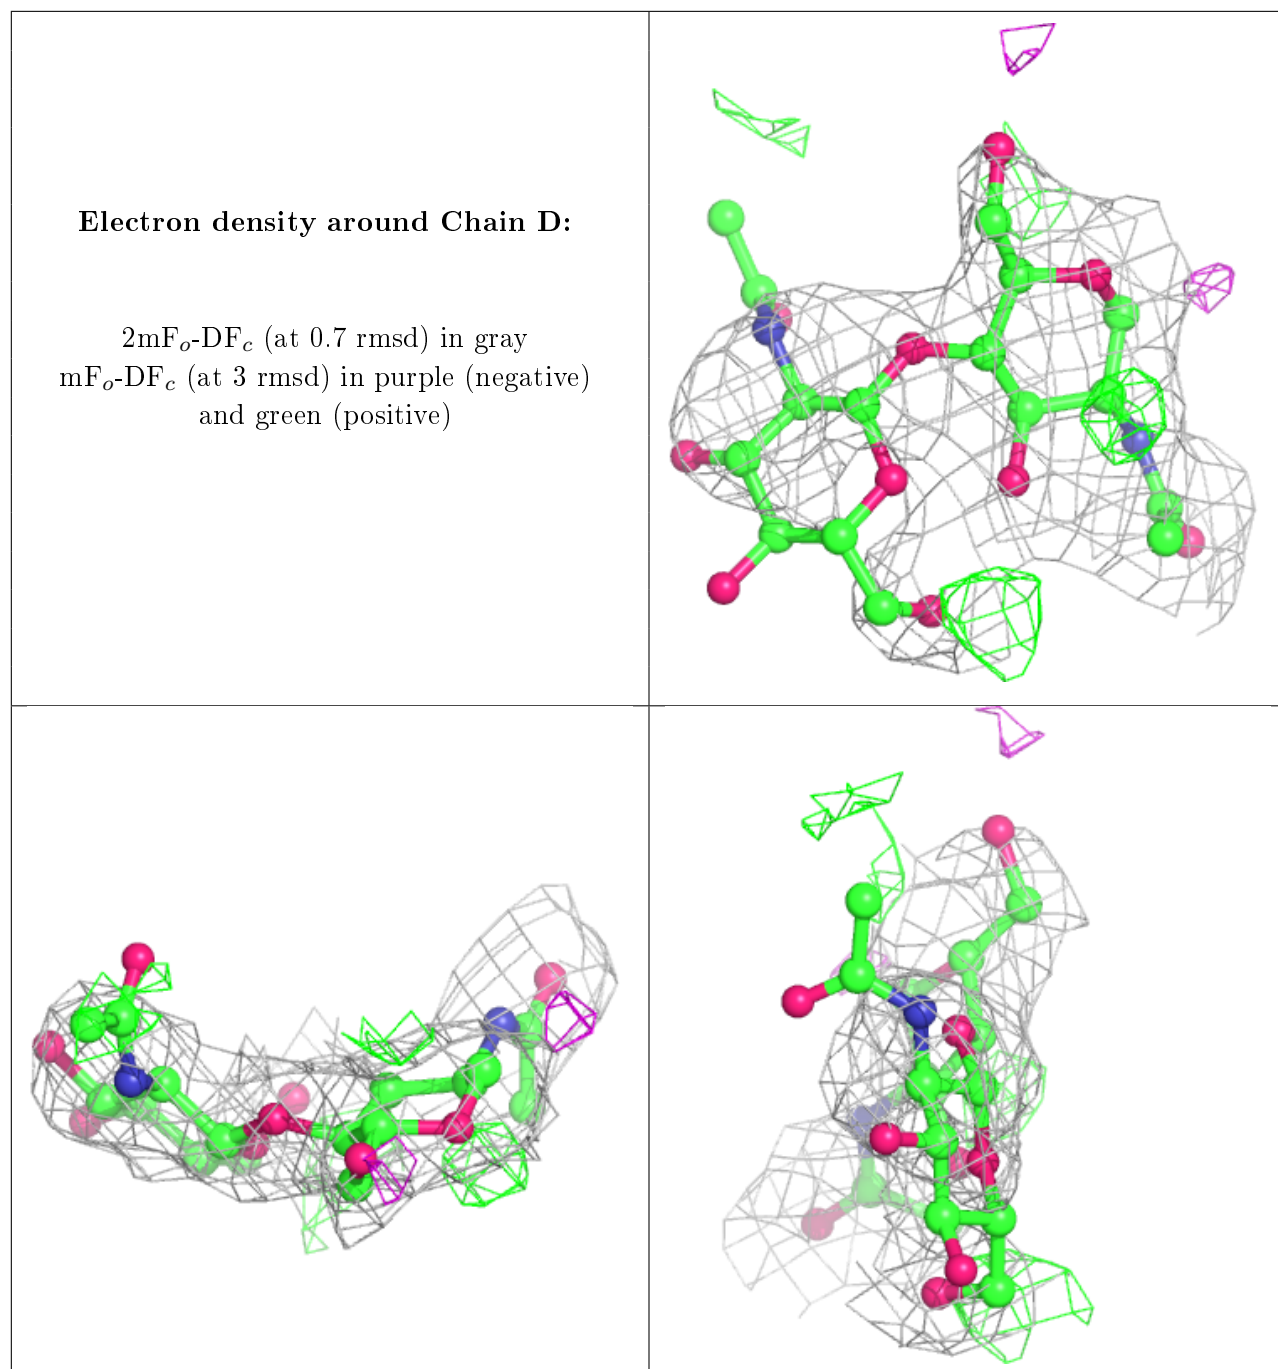 Electron density around Chain D:
2mFo-DFc (at 0.7 rmsd) in gray
mFo-DFc (at 3 rmsd) in purple (negative)
and green (positive)